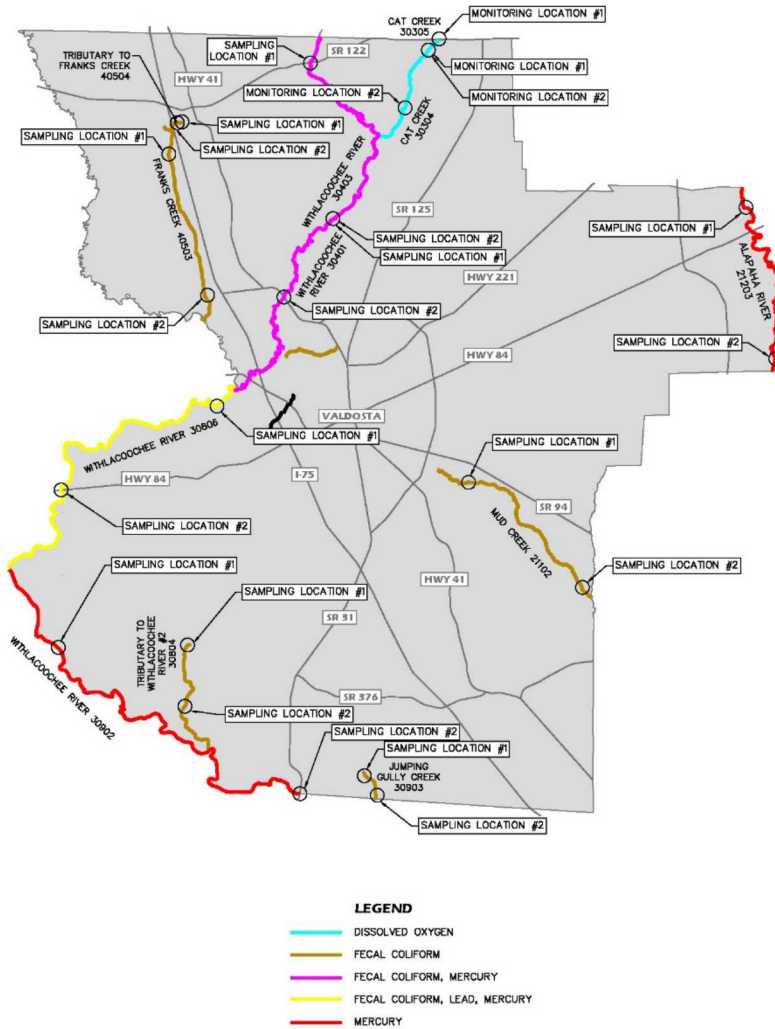 CAT CREEK
30305
MONITORING LOCATION #1
TRIBUTARY TO
FRANKS CREEK
40504
SAMPLING
LOCATION #1
SR 122
HWY 41
MONITORING LOCATION #1
MONITORING LOCATION #2
MONITORING LOCATION #2
CAT CREEK
30304
SAMPLING LOCATION #1
SAMPLING LOCATION #1
SAMPLING LOCATION #2
FRANKS CREEK 40503
WITHLACOOCHEE RIVER
30403
SR 125
SAMPLING LOCATION #2
SAMPLING LOCATION #1
WITHLACOOCHEE
RIVER 30401
SAMPLING LOCATION #1
ALAPAHA RIVER
21203
HWY 221
SAMPLING LOCATION #2
SAMPLING LOCATION #2
SAMPLING LOCATION #2
HWY 84
VALDOSTA
SAMPLING LOCATION #1
WITHLACOOCHEE RIVER 30806
SAMPLING LOCATION #1
HWY 84
I-75
SR 94
MUD CREEK 21102
SAMPLING LOCATION #2
SAMPLING LOCATION #1
SAMPLING LOCATION #2
HWY 41
SAMPLING LOCATION #1
SR 31
TRIBUTARY TO
WITHLACOOCHEE
RIVER #2
30804
WITHLACOOCHEE RIVER 30902
SR 376
SAMPLING LOCATION #2
SAMPLING LOCATION #2
SAMPLING LOCATION #1
JUMPING
GULLY CREEK
30903
SAMPLING LOCATION #2
LEGEND
DISSOLVED OXYGEN
FECAL COLIFORM
FECAL COLIFORM, MERCURY
FECAL COLIFORM, LEAD, MERCURY
MERCURY